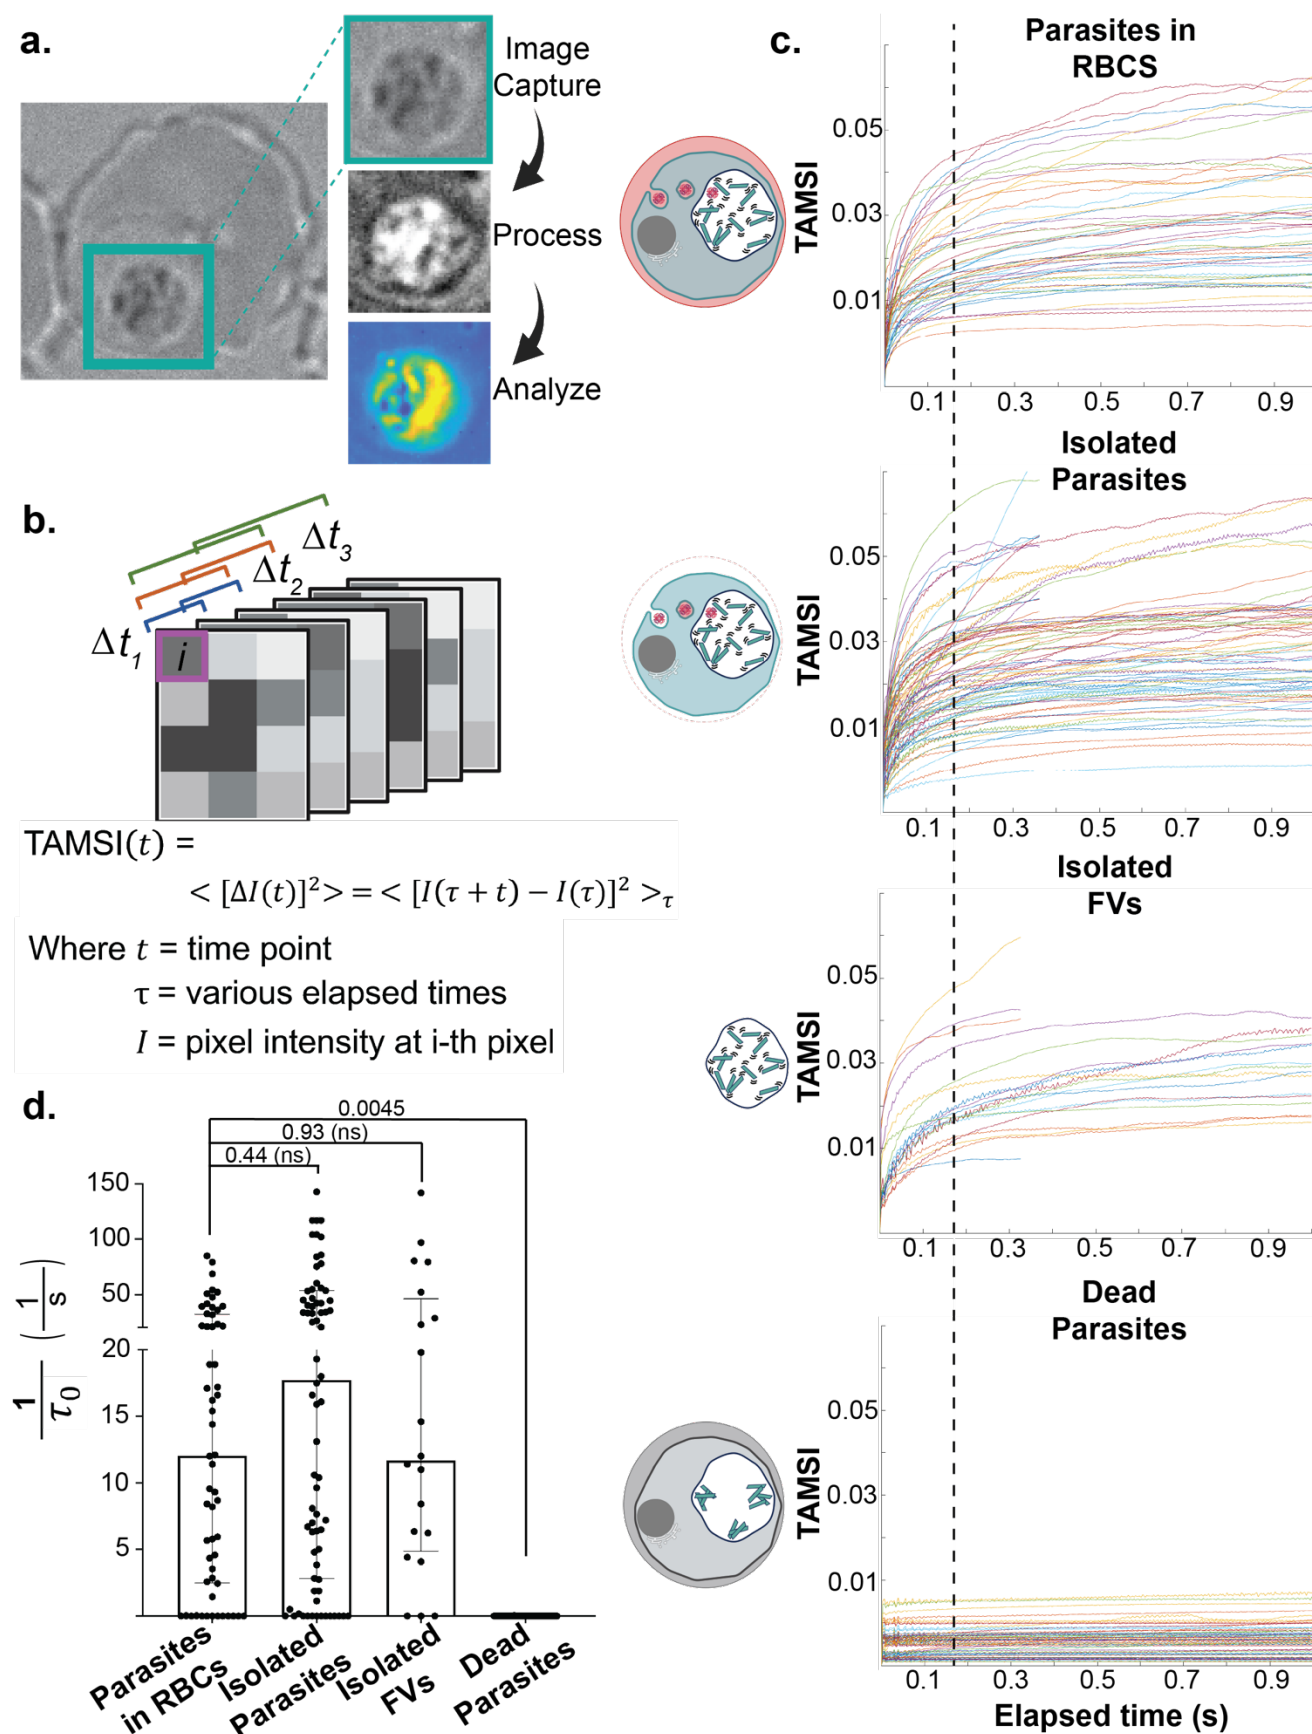 a.
Image
Capture
Process
Analyze
b.
Δt1
Δt2
Δt3
i
TAMSI(t) =
< [ΔI(t)]² > = < [I(τ + t) − I(τ)]² >τ
Where t = time point
τ = various elapsed times
I = pixel intensity at i-th pixel
c.
Parasites in
RBCS
TAMSI
0.05
0.03
0.01
0.1 0.3 0.5 0.7 0.9
Isolated
Parasites
TAMSI
0.05
0.03
0.01
0.1 0.3 0.5 0.7 0.9
Isolated
FVs
TAMSI
0.05
0.03
0.01
0.1 0.3 0.5 0.7 0.9
Dead
Parasites
TAMSI
0.05
0.03
0.01
0.1 0.3 0.5 0.7 0.9
Elapsed time (s)
d.
0.0045
0.93 (ns)
0.44 (ns)
150
100
50
20
15
10
5
1/τ0 (1/s)
Parasites
in RBCs
Isolated
Parasites
Isolated
FVs
Dead
Parasites